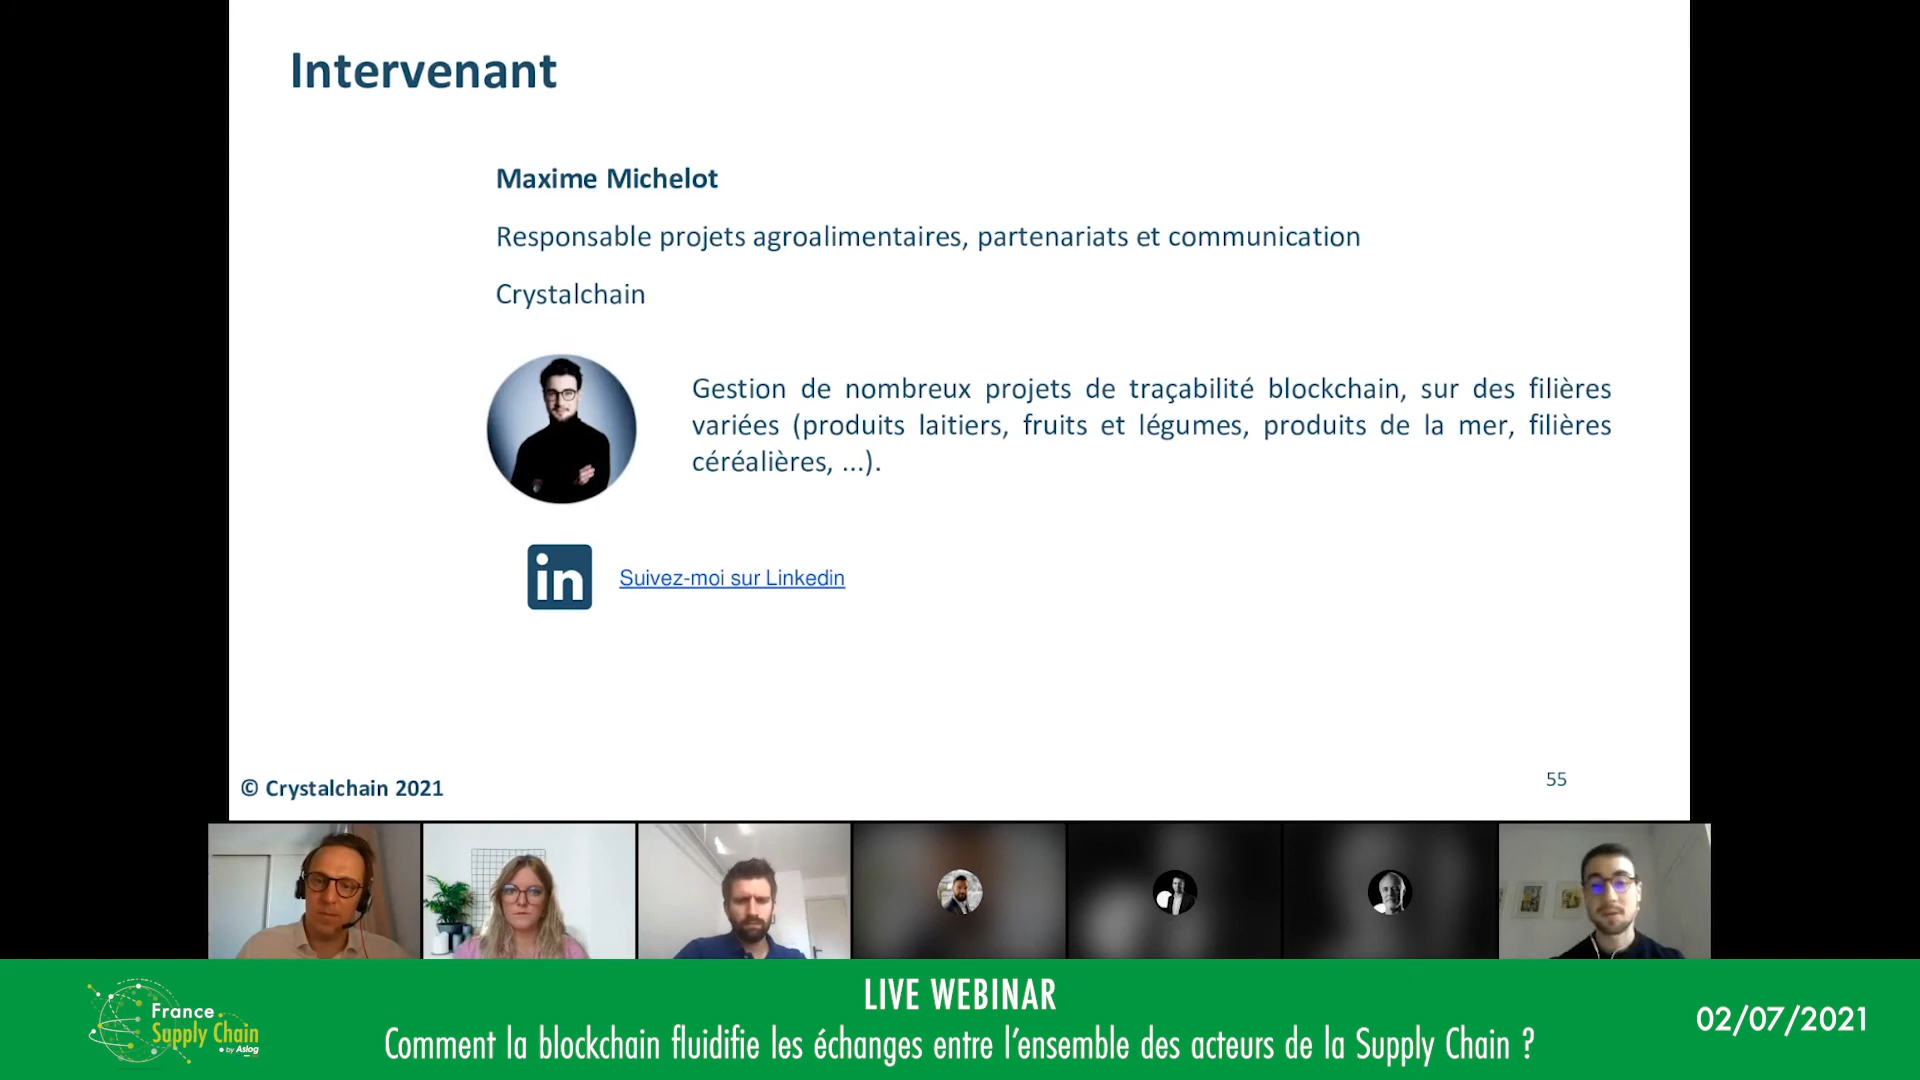 Intervenant
Maxime Michelot
Responsable projets agroalimentaires, partenariats et communication
Crystalchain
Gestion de nombreux projets de traçabilité blockchain, sur des filières
variées (produits laitiers, fruits et légumes, produits de la mer, filières
céréalières, ...).
in
Suivez-moi sur Linkedin
© Crystalchain 2021
55
France
Supply Chain
by Aslog
LIVE WEBINAR
Comment la blockchain fluidifie les échanges entre l'ensemble des acteurs de la Supply Chain ?
02/07/2021